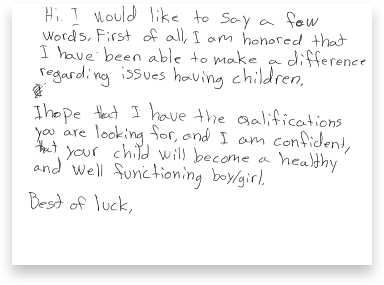 Hi. I would like to say a few
words. First of all, I am honored that
I have been able to make a difference
regarding issues having children.
I hope that I have the qalifications
you are looking for, and I am confident,
that your child will become a healthy
and well functioning boy/girl.
Best of luck,